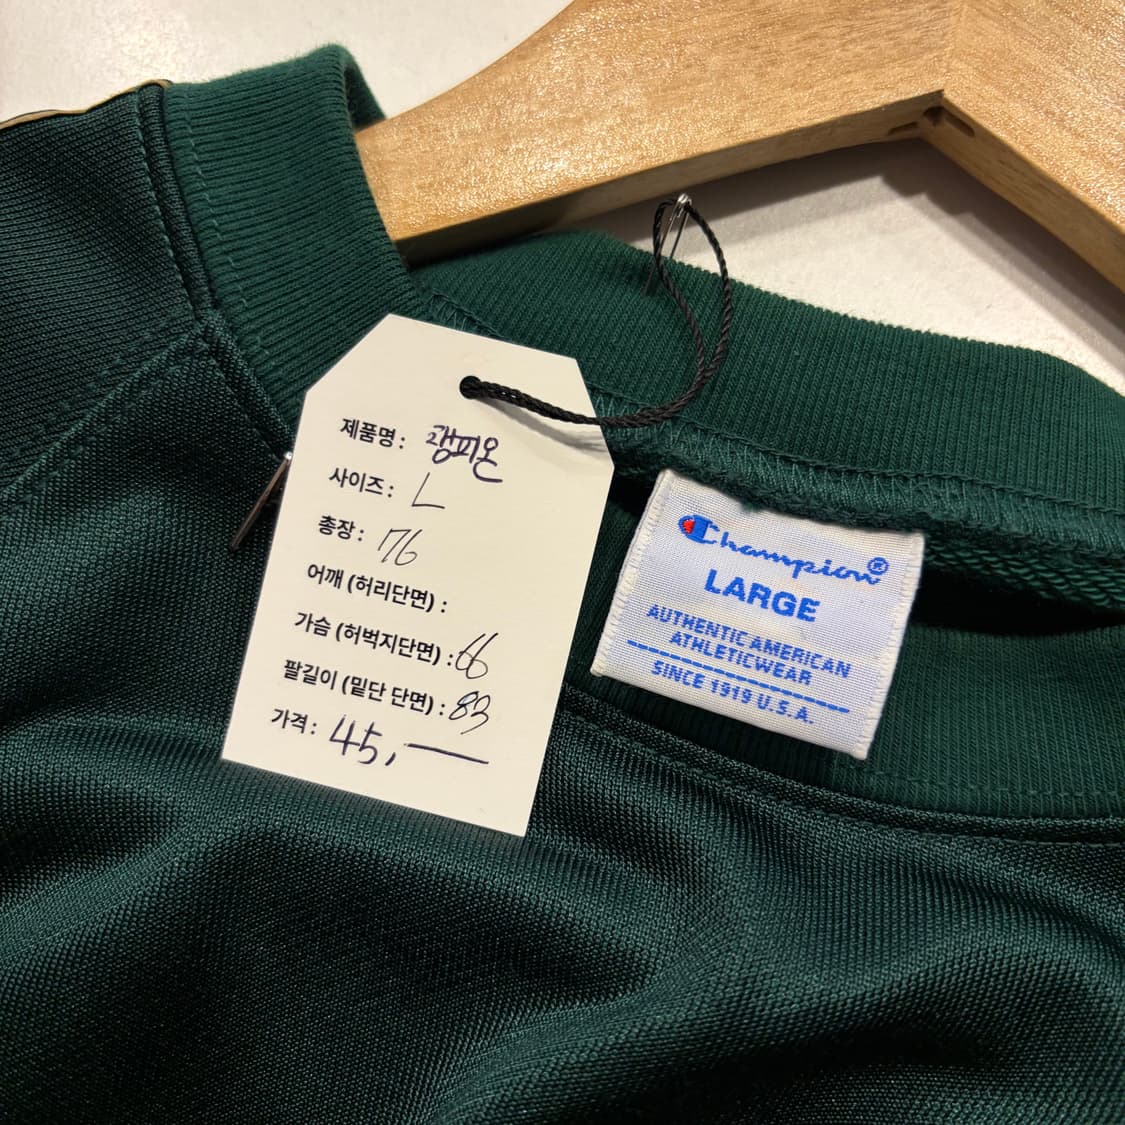 제품명: 챔피온
사이즈: L
총장: 76
어깨 (허리단면) :
가슴 (허벅지단면) : 66
팔길이 (밑단 단면) : 83
가격: 45,—
Champion®
LARGE
AUTHENTIC AMERICAN
ATHLETICWEAR
SINCE 1919 U.S.A.